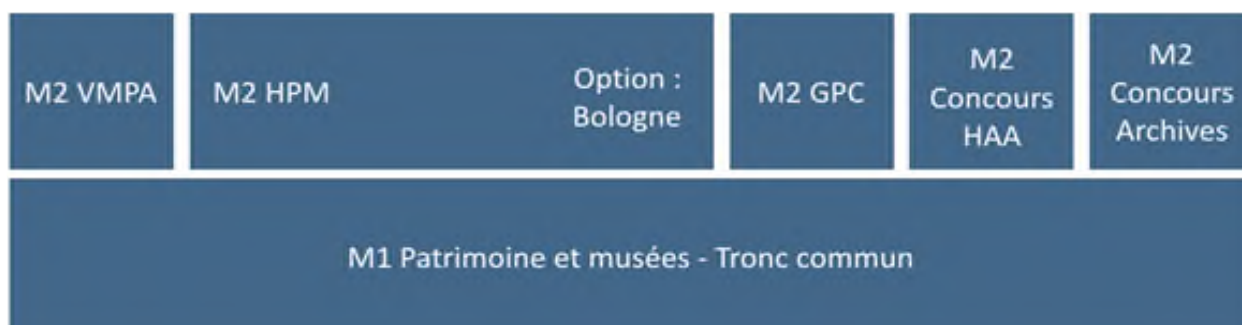 M2 VMPA
M2 HPM
Option :
Bologne
M2 GPC
M2
Concours
HAA
M2
Concours
Archives
M1 Patrimoine et musées - Tronc commun